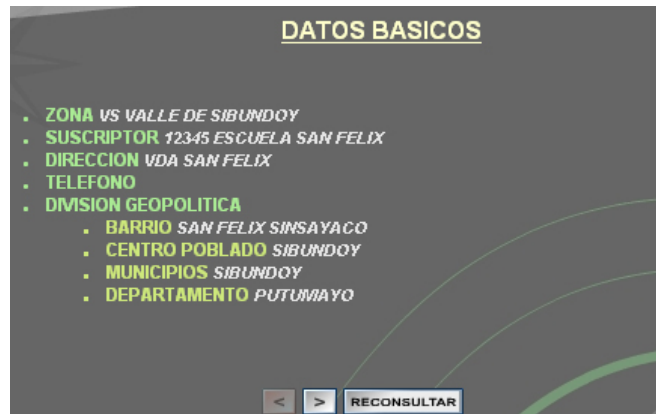 DATOS BASICOS
. ZONA VS VALLE DE SIBUNDOY
. SUSCRIPTOR 12345 ESCUELA SAN FELIX
. DIRECCION VDA SAN FELIX
. TELEFONO
. DIVISION GEOPOLITICA
. BARRIO SAN FELIX SINSAYACO
. CENTRO POBLADO SIBUNDOY
. MUNICIPIOS SIBUNDOY
. DEPARTAMENTO PUTUMAYO
< > RECONSULTAR